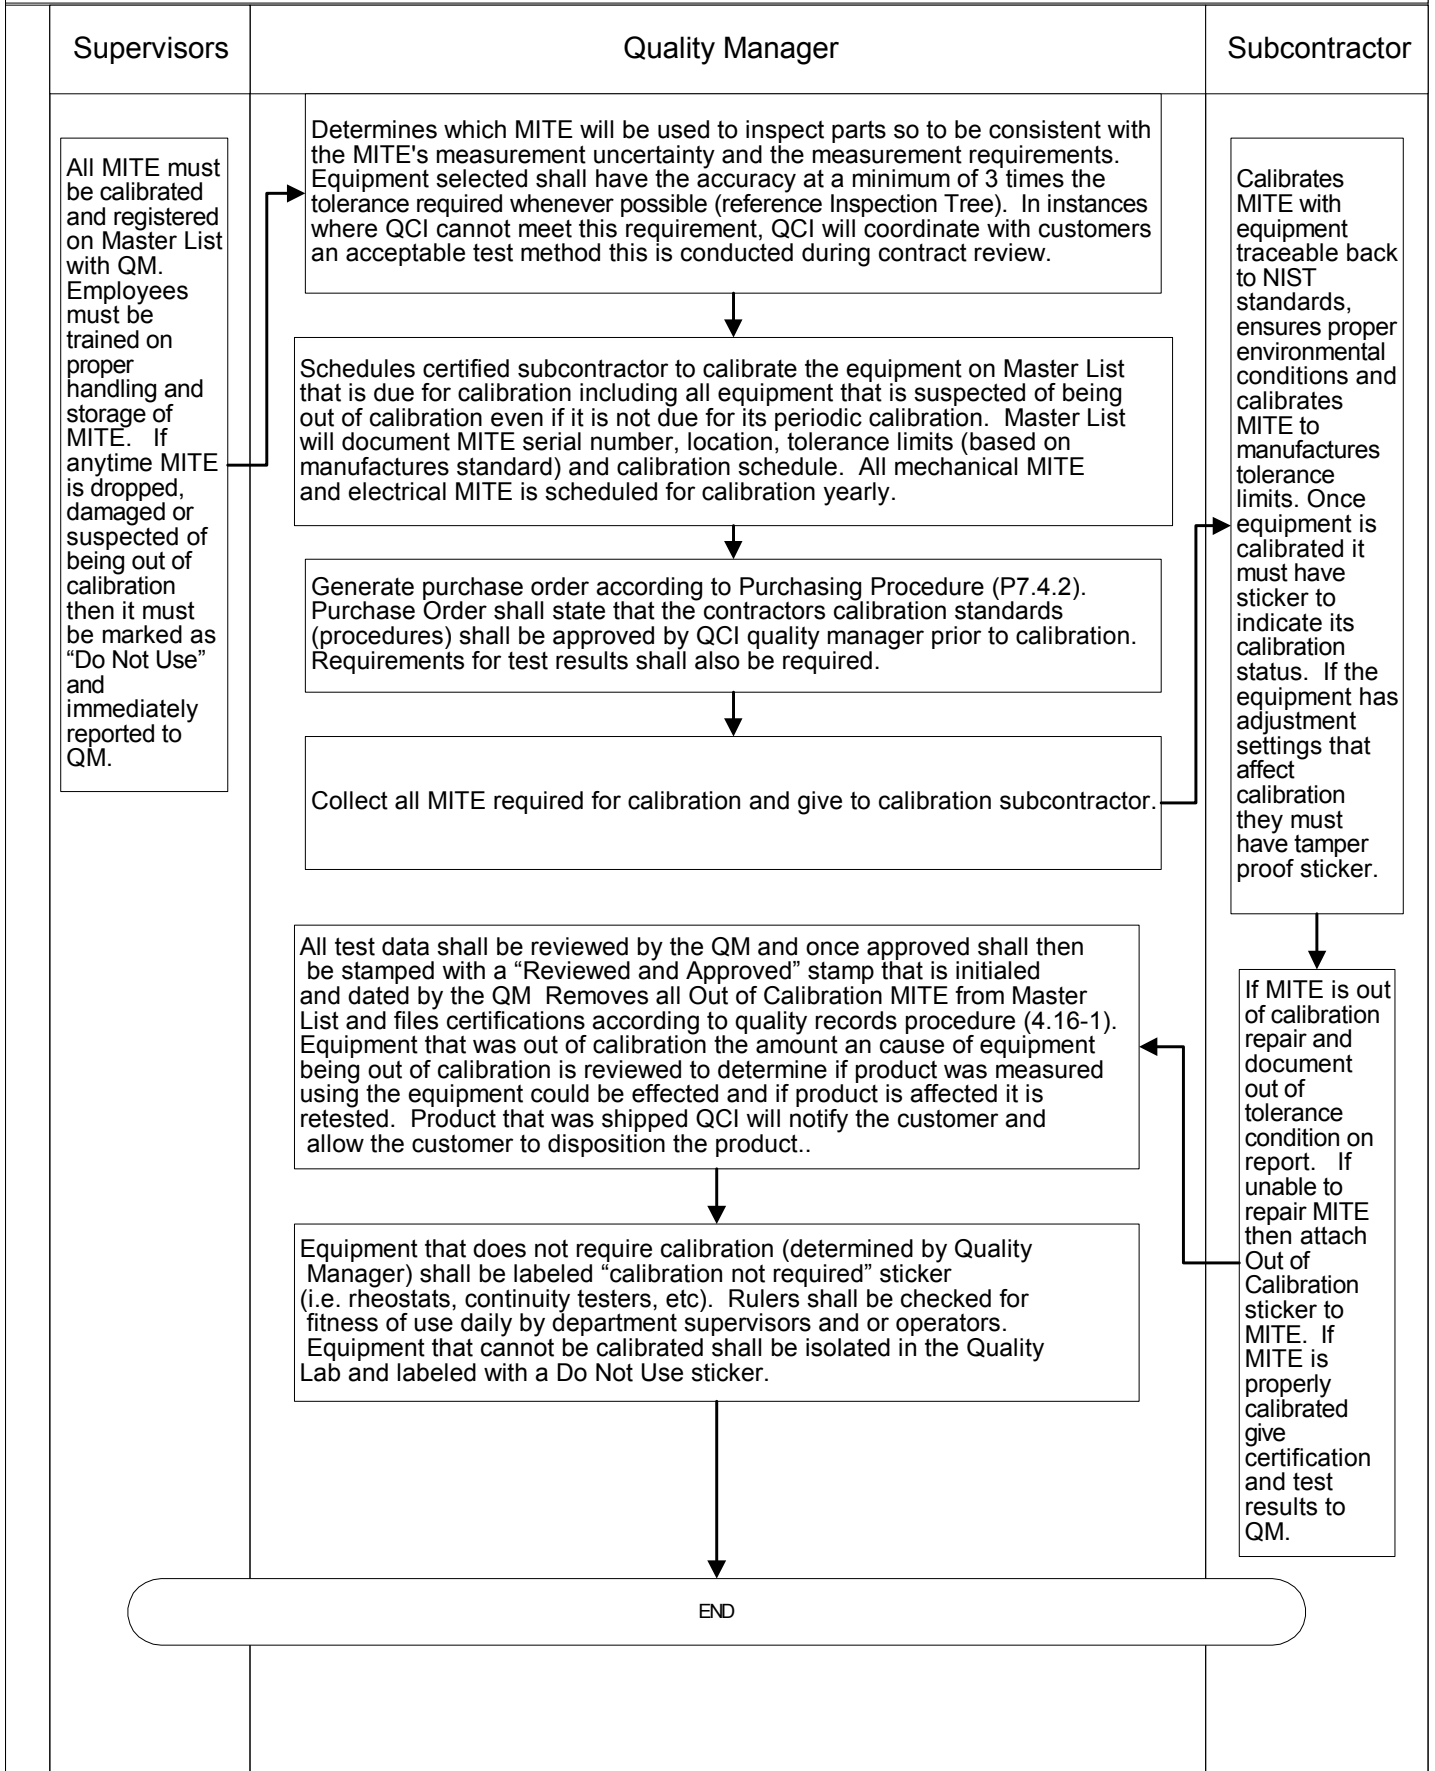 Supervisors
Quality Manager
Subcontractor
All MITE must
be calibrated
and registered
on Master List
with QM.
Employees
must be
trained on
proper
handling and
storage of
MITE.   If
anytime MITE
is dropped,
damaged or
suspected of
being out of
calibration
then it must
be marked as
“Do Not Use”
and
immediately
reported to
QM.
Determines which MITE will be used to inspect parts so to be consistent with
the MITE's measurement uncertainty and the measurement requirements.
Equipment selected shall have the accuracy at a minimum of 3 times the
tolerance required whenever possible (reference Inspection Tree).  In instances
where QCI cannot meet this requirement, QCI will coordinate with customers
an acceptable test method this is conducted during contract review.
Schedules certified subcontractor to calibrate the equipment on Master List
that is due for calibration including all equipment that is suspected of being
out of calibration even if it is not due for its periodic calibration.  Master List
will document MITE serial number, location, tolerance limits (based on
manufactures standard) and calibration schedule.  All mechanical MITE
and electrical MITE is scheduled for calibration yearly.
Generate purchase order according to Purchasing Procedure (P7.4.2).
Purchase Order shall state that the contractors calibration standards
(procedures) shall be approved by QCI quality manager prior to calibration.
Requirements for test results shall also be required.
Collect all MITE required for calibration and give to calibration subcontractor.
Calibrates
MITE with
equipment
traceable back
to NIST
standards,
ensures proper
environmental
conditions and
calibrates
MITE to
manufactures
tolerance
limits. Once
equipment is
calibrated it
must have
sticker to
indicate its
calibration
status.  If the
equipment has
adjustment
settings that
affect
calibration
they must
have tamper
proof sticker.
If MITE is out
of calibration
repair and
document
out of
tolerance
condition on
report.   If
unable to
repair MITE
then attach
Out of
Calibration
sticker to
MITE.  If
MITE is
properly
calibrated
give
certification
and test
results to
QM.
All test data shall be reviewed by the QM and once approved shall then
be stamped with a “Reviewed and Approved” stamp that is initialed
and dated by the QM  Removes all Out of Calibration MITE from Master
List and files certifications according to quality records procedure (4.16-1).
Equipment that was out of calibration the amount an cause of equipment
being out of calibration is reviewed to determine if product was measured
using the equipment could be effected and if product is affected it is
retested.  Product that was shipped QCI will notify the customer and
allow the customer to disposition the product..
Equipment that does not require calibration (determined by Quality
Manager) shall be labeled “calibration not required” sticker
(i.e. rheostats, continuity testers, etc).  Rulers shall be checked for
fitness of use daily by department supervisors and or operators.
Equipment that cannot be calibrated shall be isolated in the Quality
Lab and labeled with a Do Not Use sticker.
END